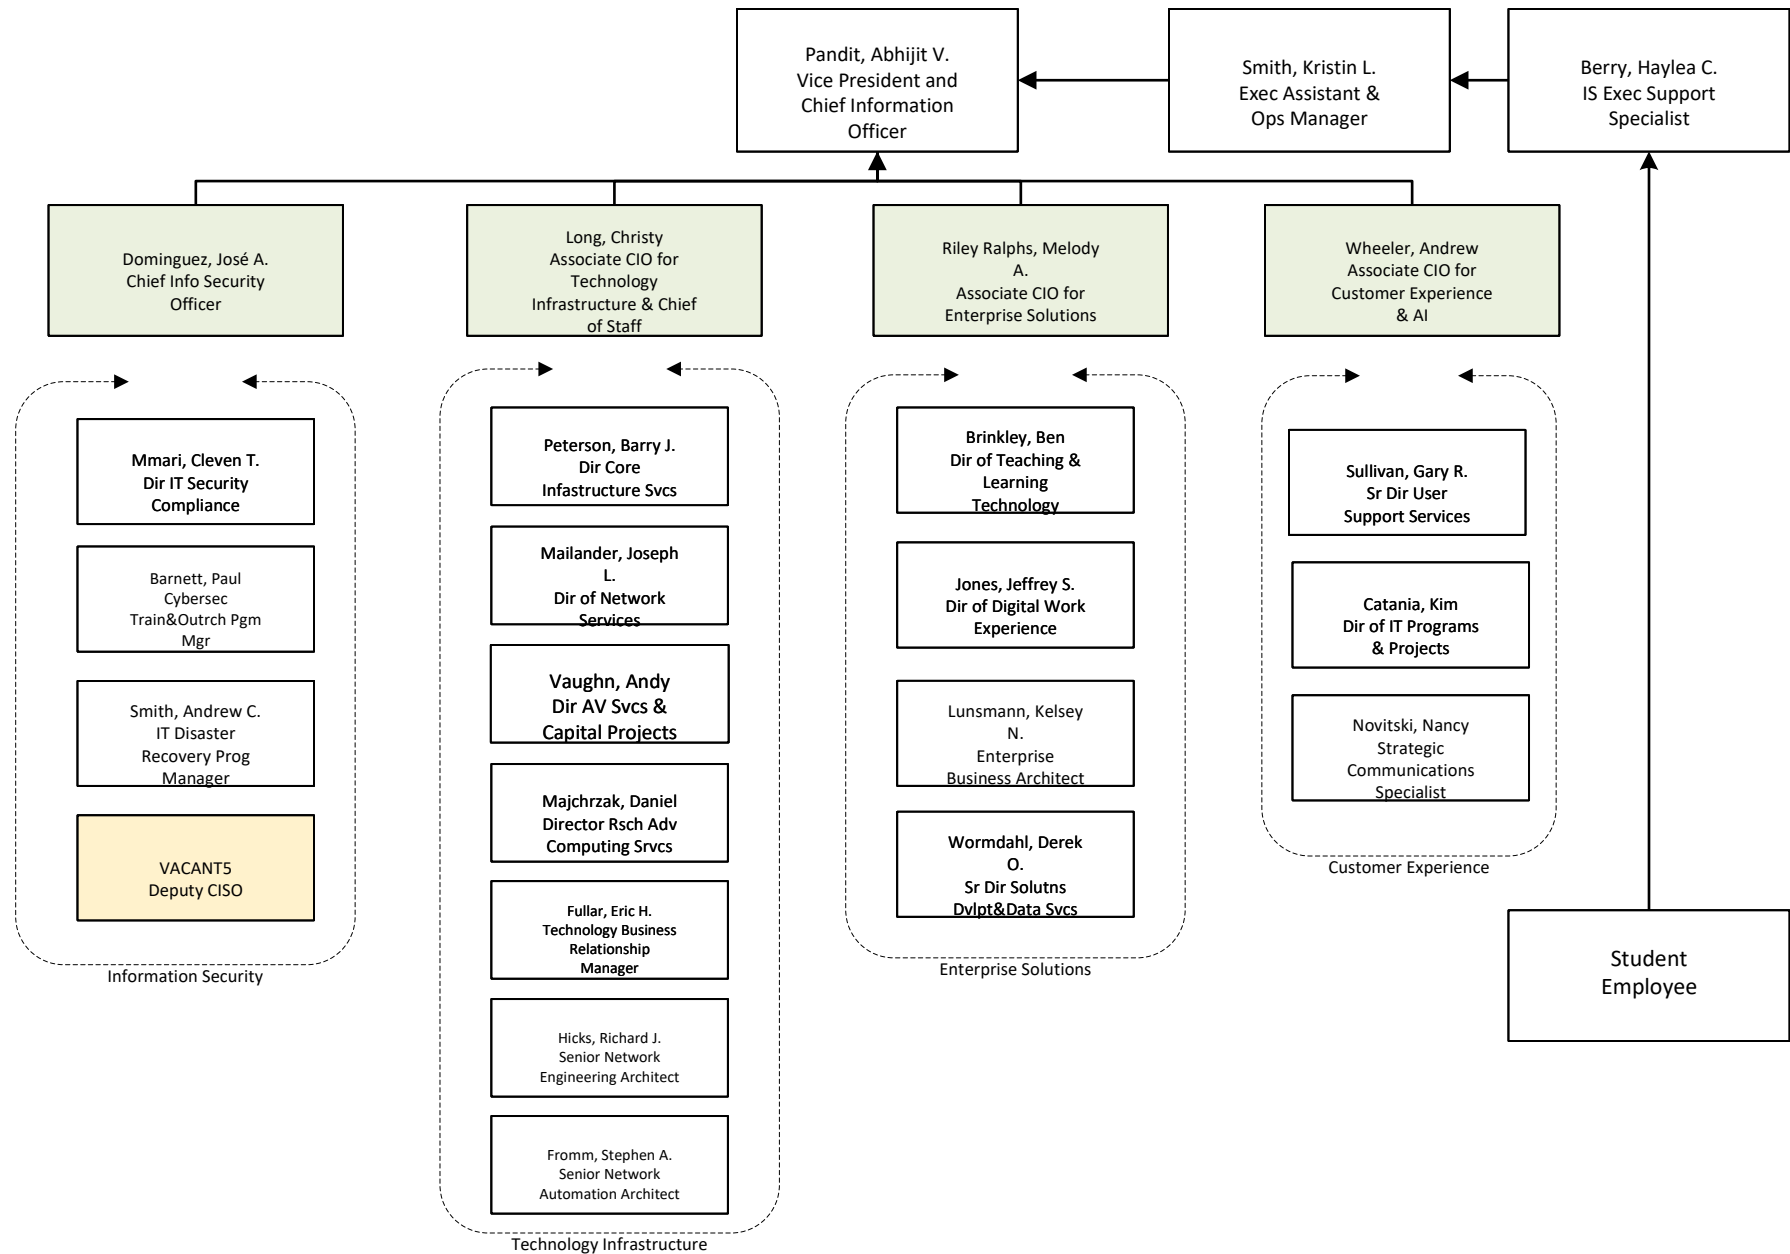 Pandit, Abhijit V.
Vice President and
Chief Information
Officer
Smith, Kristin L.
Exec Assistant &
Ops Manager
Berry, Haylea C.
IS Exec Support
Specialist
Dominguez, José A.
Chief Info Security
Officer
Long, Christy
Associate CIO for
Technology
Infrastructure & Chief
of Staff
Riley Ralphs, Melody
A.
Associate CIO for
Enterprise Solutions
Wheeler, Andrew
Associate CIO for
Customer Experience
& AI
Mmari, Cleven T.
Dir IT Security
Compliance
Barnett, Paul
Cybersec
Train&Outrch Pgm
Mgr
Smith, Andrew C.
IT Disaster
Recovery Prog
Manager
VACANT5
Deputy CISO
Information Security
Peterson, Barry J.
Dir Core
Infastructure Svcs
Mailander, Joseph
L.
Dir of Network
Services
Vaughn, Andy
Dir AV Svcs &
Capital Projects
Majchrzak, Daniel
Director Rsch Adv
Computing Srvcs
Fullar, Eric H.
Technology Business
Relationship
Manager
Hicks, Richard J.
Senior Network
Engineering Architect
Fromm, Stephen A.
Senior Network
Automation Architect
Technology Infrastructure
Brinkley, Ben
Dir of Teaching &
Learning
Technology
Jones, Jeffrey S.
Dir of Digital Work
Experience
Lunsmann, Kelsey
N.
Enterprise
Business Architect
Wormdahl, Derek
O.
Sr Dir Solutns
Dvlpt&Data Svcs
Enterprise Solutions
Sullivan, Gary R.
Sr Dir User
Support Services
Catania, Kim
Dir of IT Programs
& Projects
Novitski, Nancy
Strategic
Communications
Specialist
Customer Experience
Student
Employee